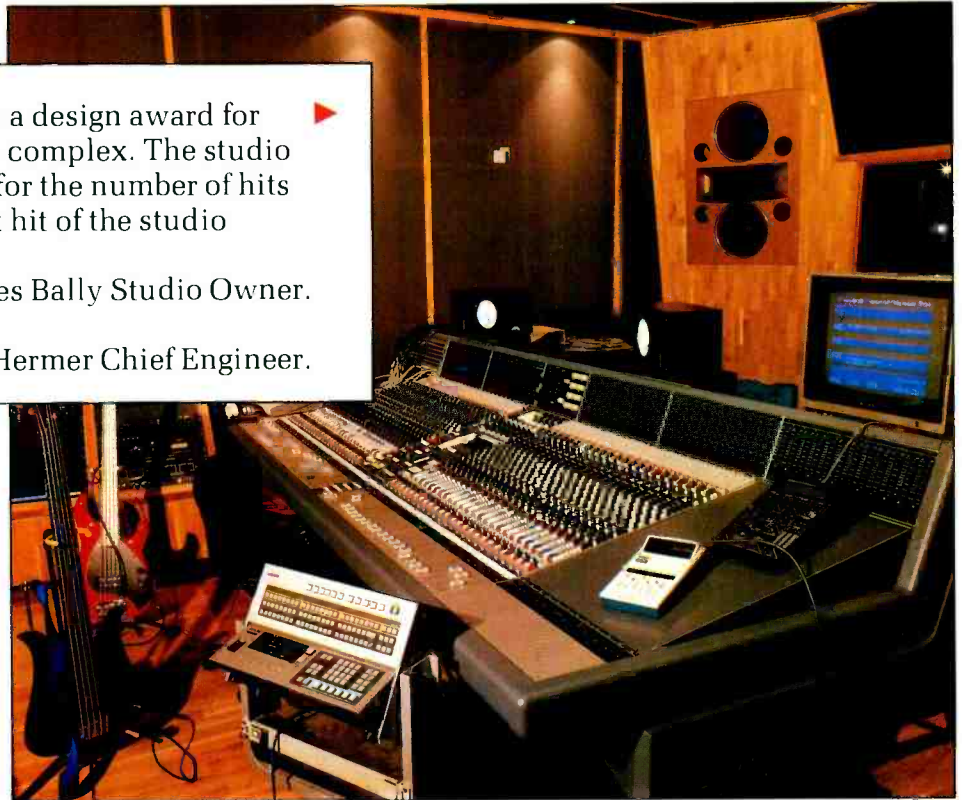 a design award for
complex. The studio
for the number of hits
hit of the studio
es Bally Studio Owner.
Hermer Chief Engineer.